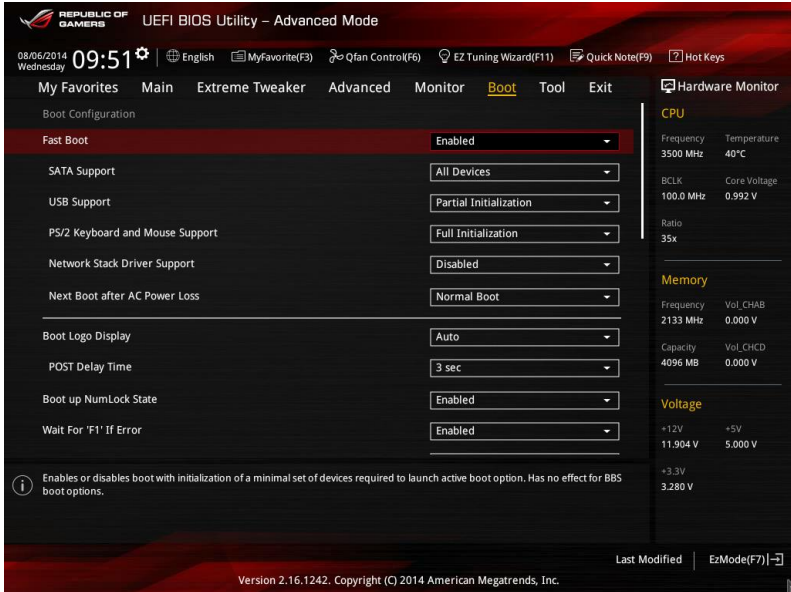 REPUBLIC OF
GAMERS
UEFI BIOS Utility – Advanced Mode
08/06/2014
Wednesday
09:51
English
MyFavorite(F3)
Qfan Control(F6)
EZ Tuning Wizard(F11)
Quick Note(F9)
? Hot Keys
My Favorites Main Extreme Tweaker Advanced Monitor Boot Tool Exit
Boot Configuration
Fast Boot Enabled
SATA Support All Devices
USB Support Partial Initialization
PS/2 Keyboard and Mouse Support Full Initialization
Network Stack Driver Support Disabled
Next Boot after AC Power Loss Normal Boot
Boot Logo Display Auto
POST Delay Time 3 sec
Boot up NumLock State Enabled
Wait For 'F1' If Error Enabled
i
Enables or disables boot with initialization of a minimal set of devices required to launch active boot option. Has no effect for BBS
boot options.
Hardware Monitor
CPU
Frequency Temperature
3500 MHz 40°C
BCLK Core Voltage
100.0 MHz 0.992 V
Ratio
35x
Memory
Frequency Vol_CHAB
2133 MHz 0.000 V
Capacity Vol_CHCD
4096 MB 0.000 V
Voltage
+12V +5V
11.904 V 5.000 V
+3.3V
3.280 V
Last Modified
EzMode(F7)
Version 2.16.1242. Copyright (C) 2014 American Megatrends, Inc.